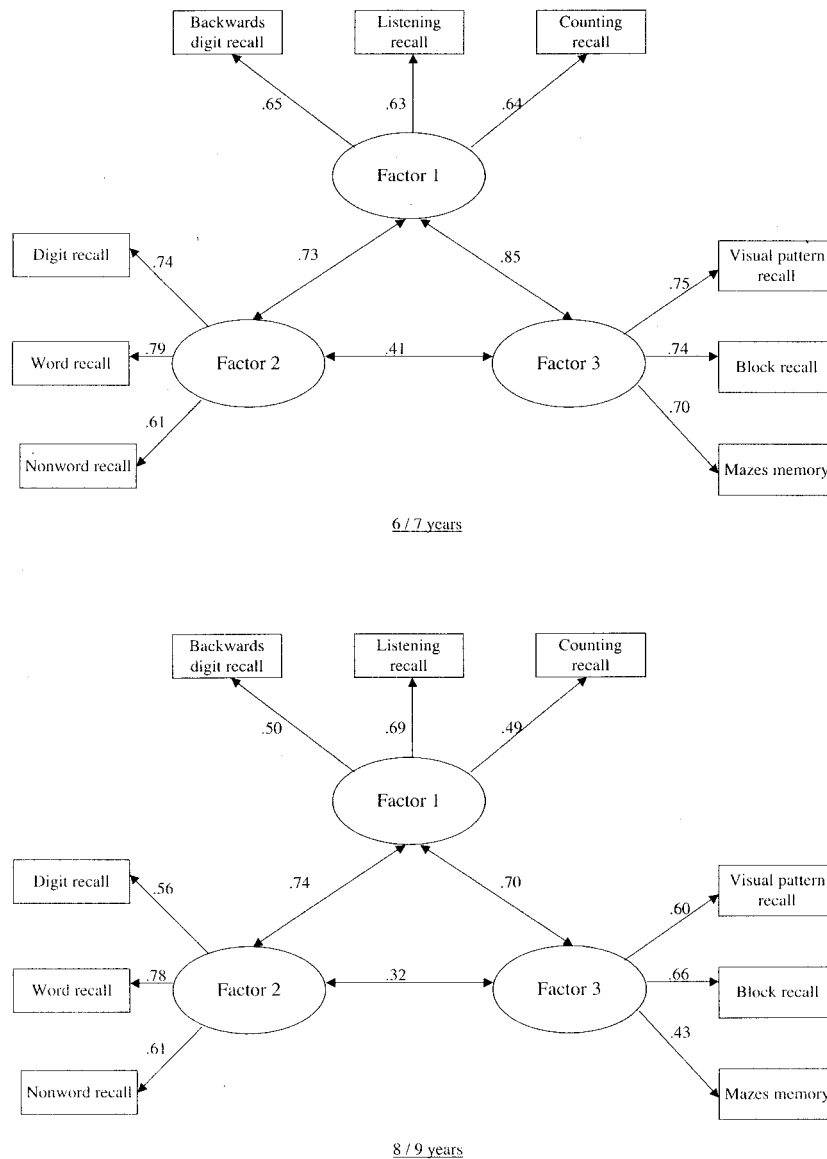 Backwards
digit recall
Listening
recall
Counting
recall
.65
.63
.64
Factor 1
Digit recall
.74
.73
.85
Visual pattern
recall
.75
Word recall
.79
Factor 2
.41
Factor 3
.74
Block recall
.61
.70
Nonword recall
Mazes memory
6 / 7 years
Backwards
digit recall
Listening
recall
Counting
recall
.50
.69
.49
Factor 1
Digit recall
.56
.74
.70
Visual pattern
recall
.60
Word recall
.78
Factor 2
.32
Factor 3
.66
Block recall
.61
.43
Nonword recall
Mazes memory
8 / 9 years